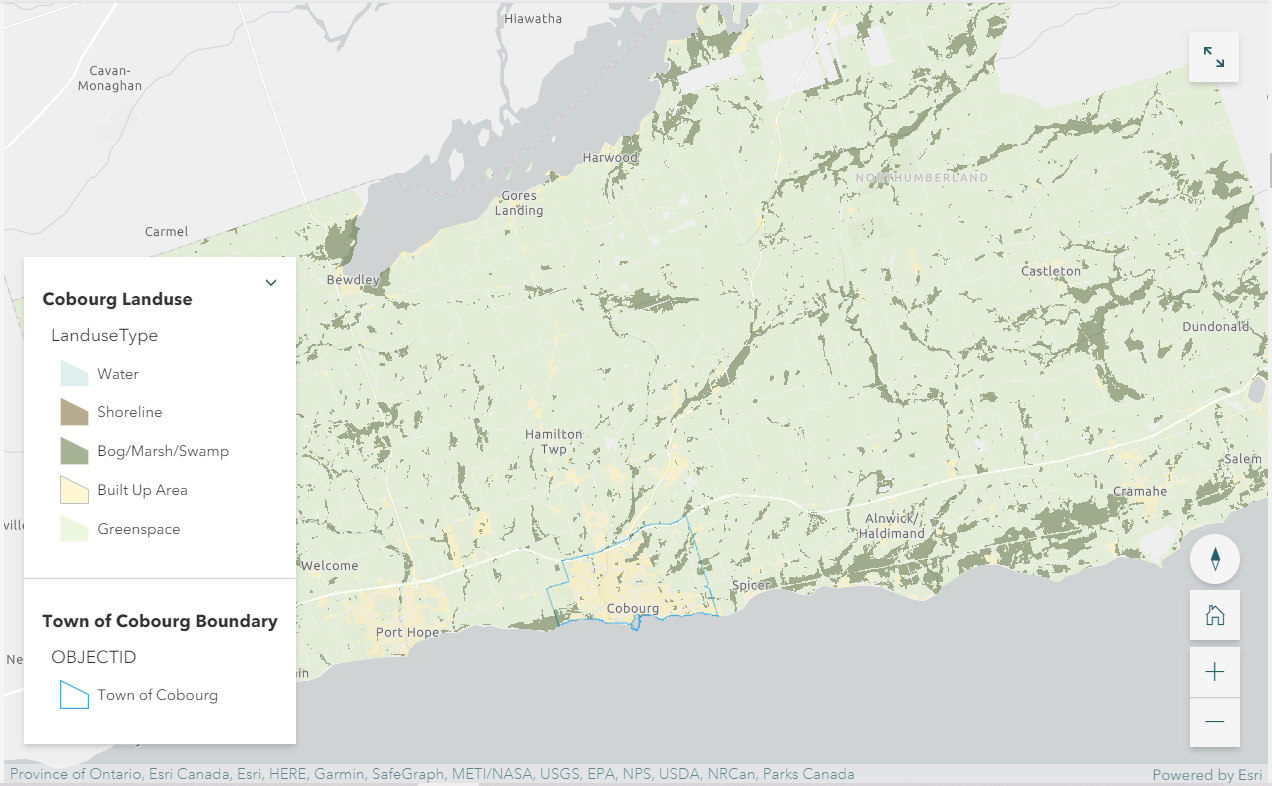 Hiawatha
Cavan-
Monaghan
Harwood
NORTHUMBERLAND
Gores
Landing
Carmel
Bewdley
Castleton
Dundonald
Cobourg Landuse
LanduseType
Water
Shoreline
Bog/Marsh/Swamp
Built Up Area
Greenspace
Hamilton
Twp
Salem
Cramahe
Alnwick/
Haldimand
Welcome
Spicer
Cobourg
Port Hope
Town of Cobourg Boundary
OBJECTID
Town of Cobourg
Province of Ontario, Esri Canada, Esri, HERE, Garmin, SafeGraph, METI/NASA, USGS, EPA, NPS, USDA, NRCan, Parks Canada
Powered by Esri